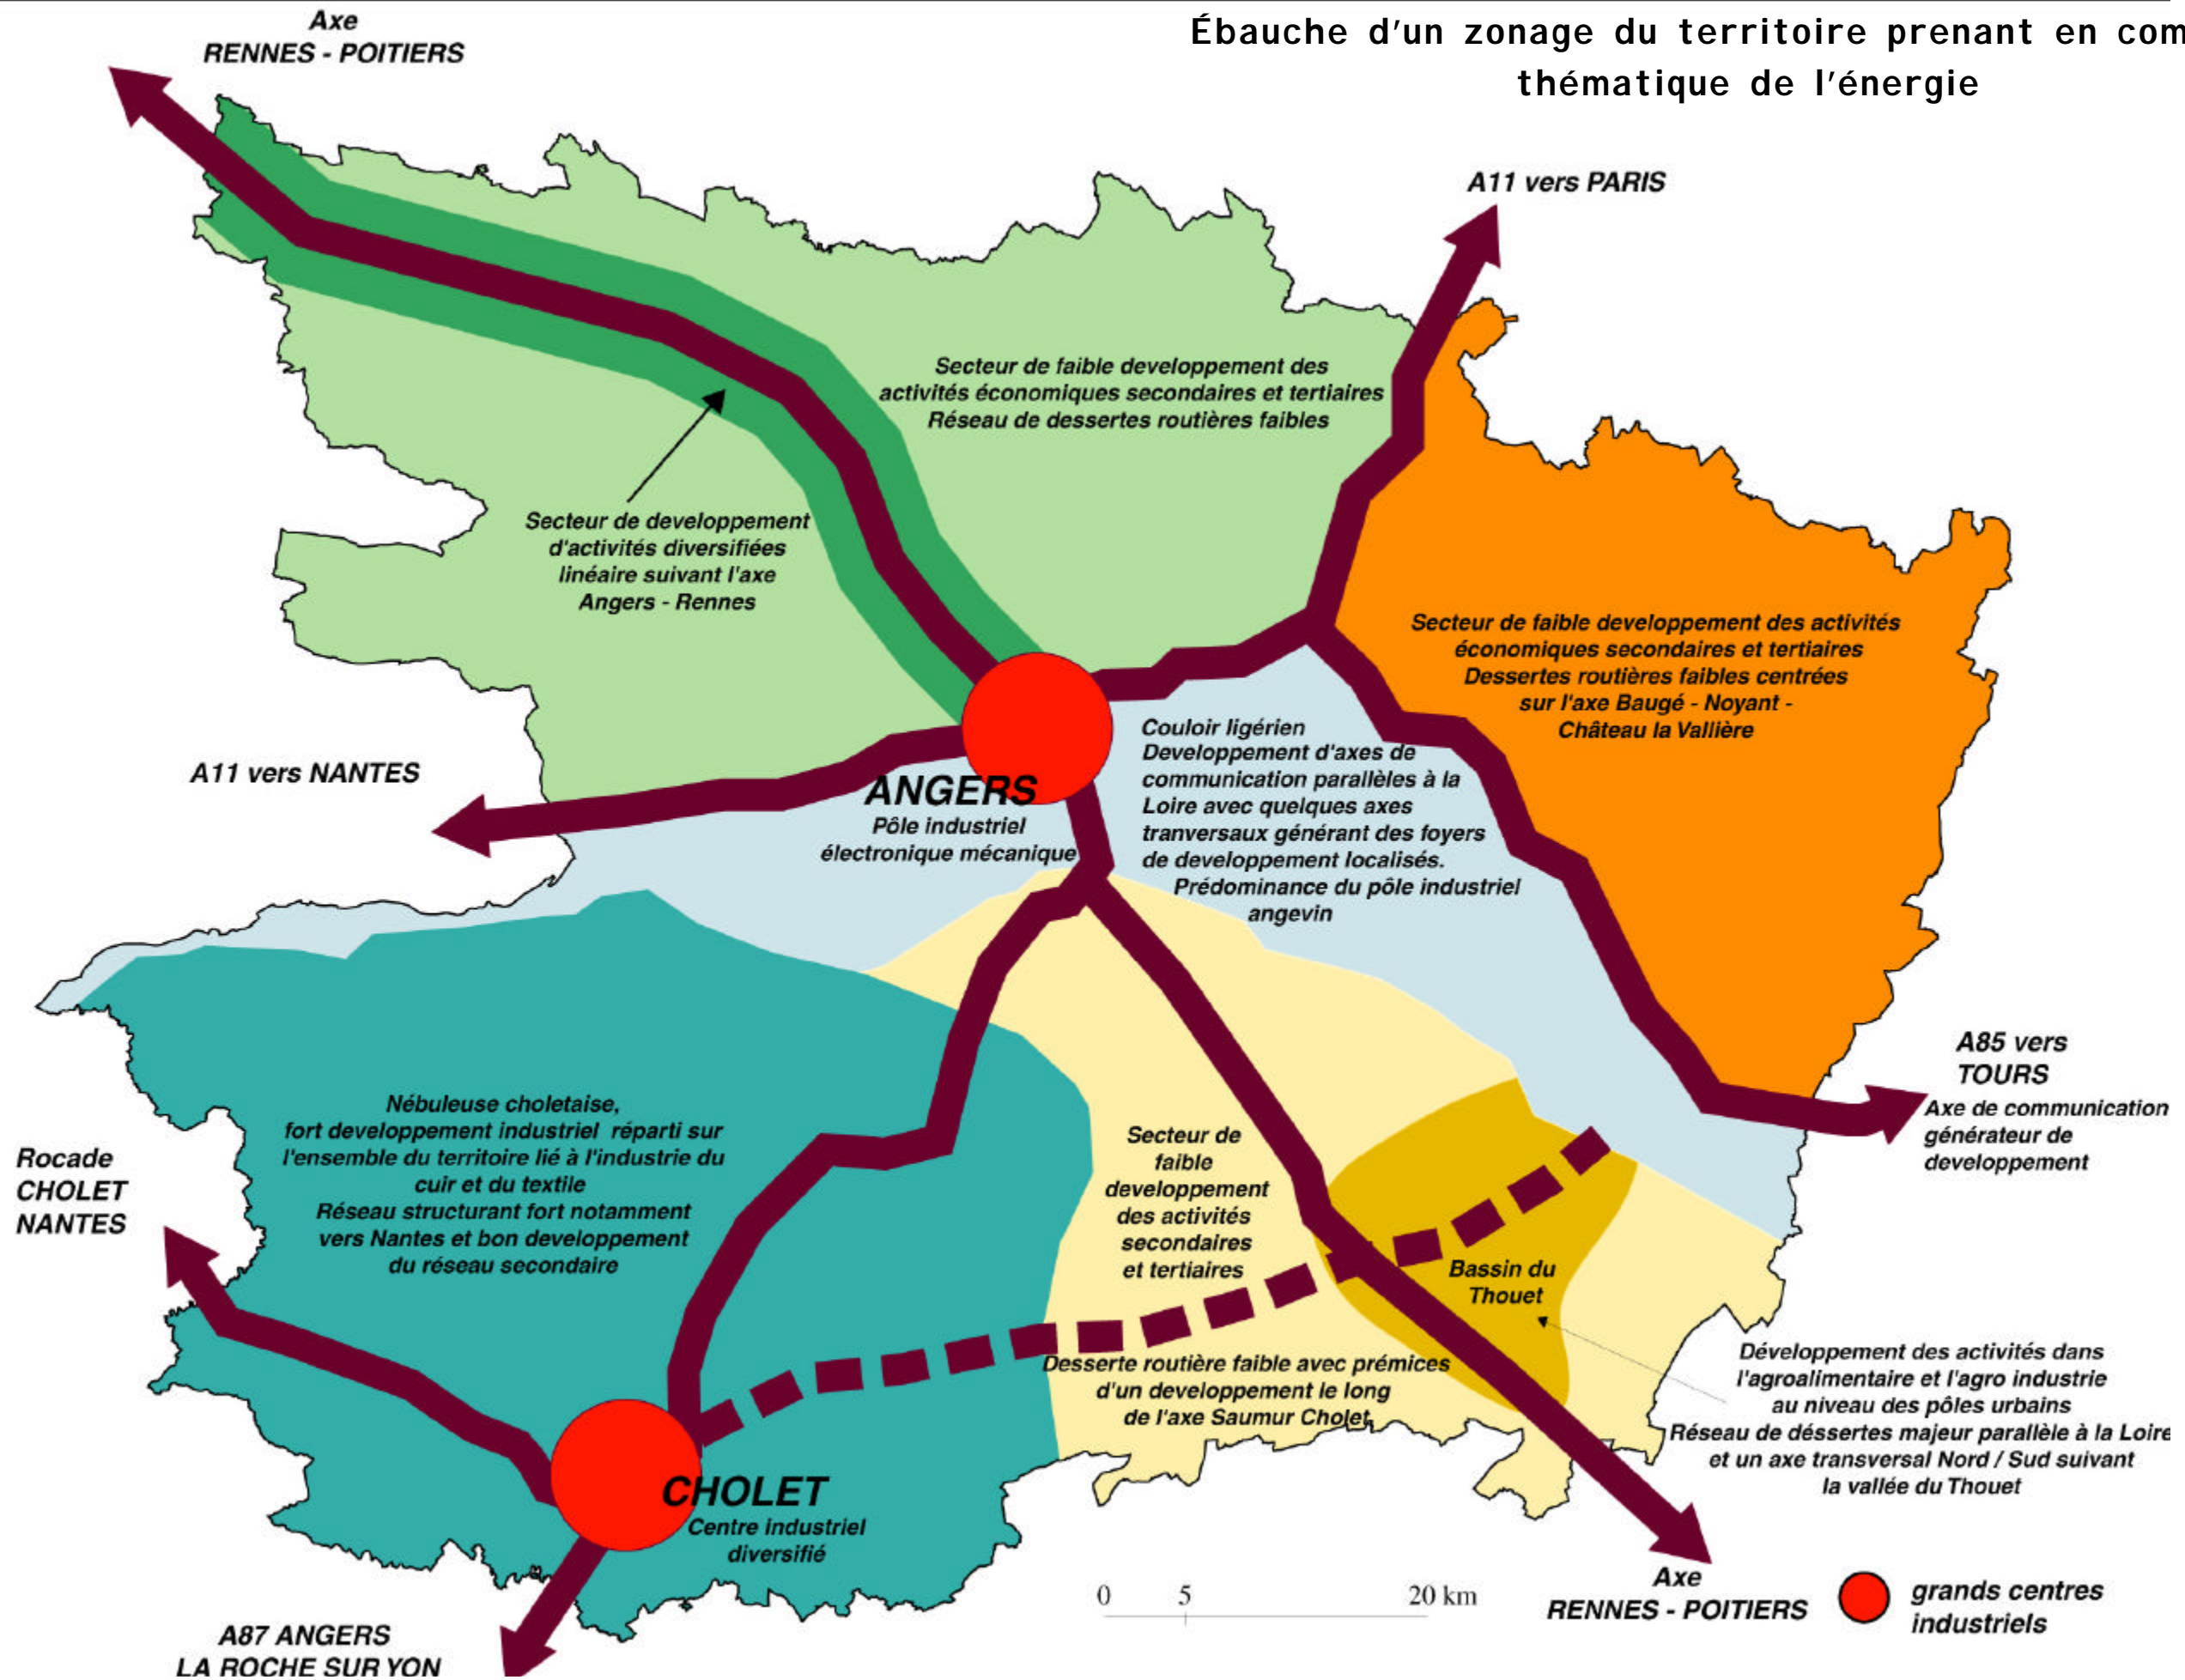 Ébauche d'un zonage du territoire prenant en com
thématique de l'énergie
Axe
RENNES - POITIERS
A11 vers PARIS
Secteur de faible developpement des
activités économiques secondaires et tertiaires
Réseau de dessertes routières faibles
Secteur de developpement
d'activités diversifiées
linéaire suivant l'axe
Angers - Rennes
Secteur de faible developpement des activités
économiques secondaires et tertiaires
Dessertes routières faibles centrées
sur l'axe Baugé - Noyant -
Château la Vallière
A11 vers NANTES
ANGERS
Pôle industriel
électronique mécanique
Couloir ligérien
Developpement d'axes de
communication parallèles à la
Loire avec quelques axes
tranversaux générant des foyers
de developpement localisés.
Prédominance du pôle industriel
angevin
A85 vers
TOURS
Axe de communication
générateur de
developpement
Nébuleuse choletaise,
fort developpement industriel réparti sur
l'ensemble du territoire lié à l'industrie du
cuir et du textile
Réseau structurant fort notamment
vers Nantes et bon developpement
du réseau secondaire
Rocade
CHOLET
NANTES
Secteur de
faible
developpement
des activités
secondaires
et tertiaires
Bassin du
Thouet
Desserte routière faible avec prémices
d'un developpement le long
de l'axe Saumur Cholet
Développement des activités dans
l'agroalimentaire et l'agro industrie
au niveau des pôles urbains
Réseau de déssertes majeur parallèle à la Loire
et un axe transversal Nord / Sud suivant
la vallée du Thouet
CHOLET
Centre industriel
diversifié
0 5 20 km
Axe
RENNES - POITIERS
grands centres
industriels
A87 ANGERS
LA ROCHE SUR YON